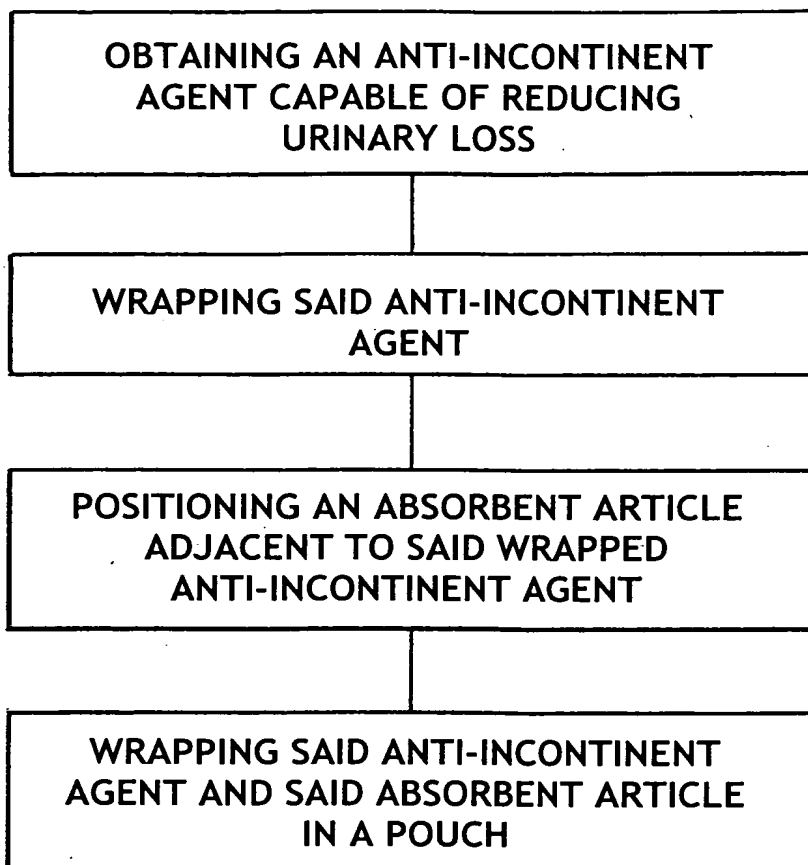 OBTAINING AN ANTI-INCONTINENT
AGENT CAPABLE OF REDUCING
URINARY LOSS
WRAPPING SAID ANTI-INCONTINENT
AGENT
POSITIONING AN ABSORBENT ARTICLE
ADJACENT TO SAID WRAPPED
ANTI-INCONTINENT AGENT
WRAPPING SAID ANTI-INCONTINENT
AGENT AND SAID ABSORBENT ARTICLE
IN A POUCH